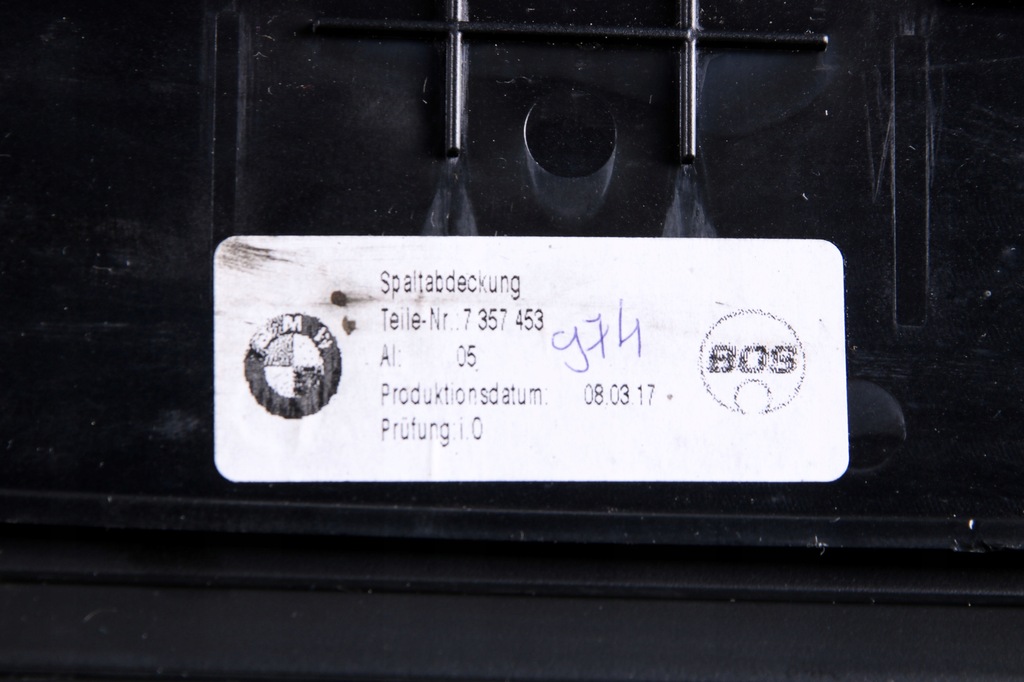 Spaltabdeckung
Teile-Nr.:7 357 453
974
AI: 05
Produktionsdatum: 08.03.17
Prüfung:i.O
BMW
BOS